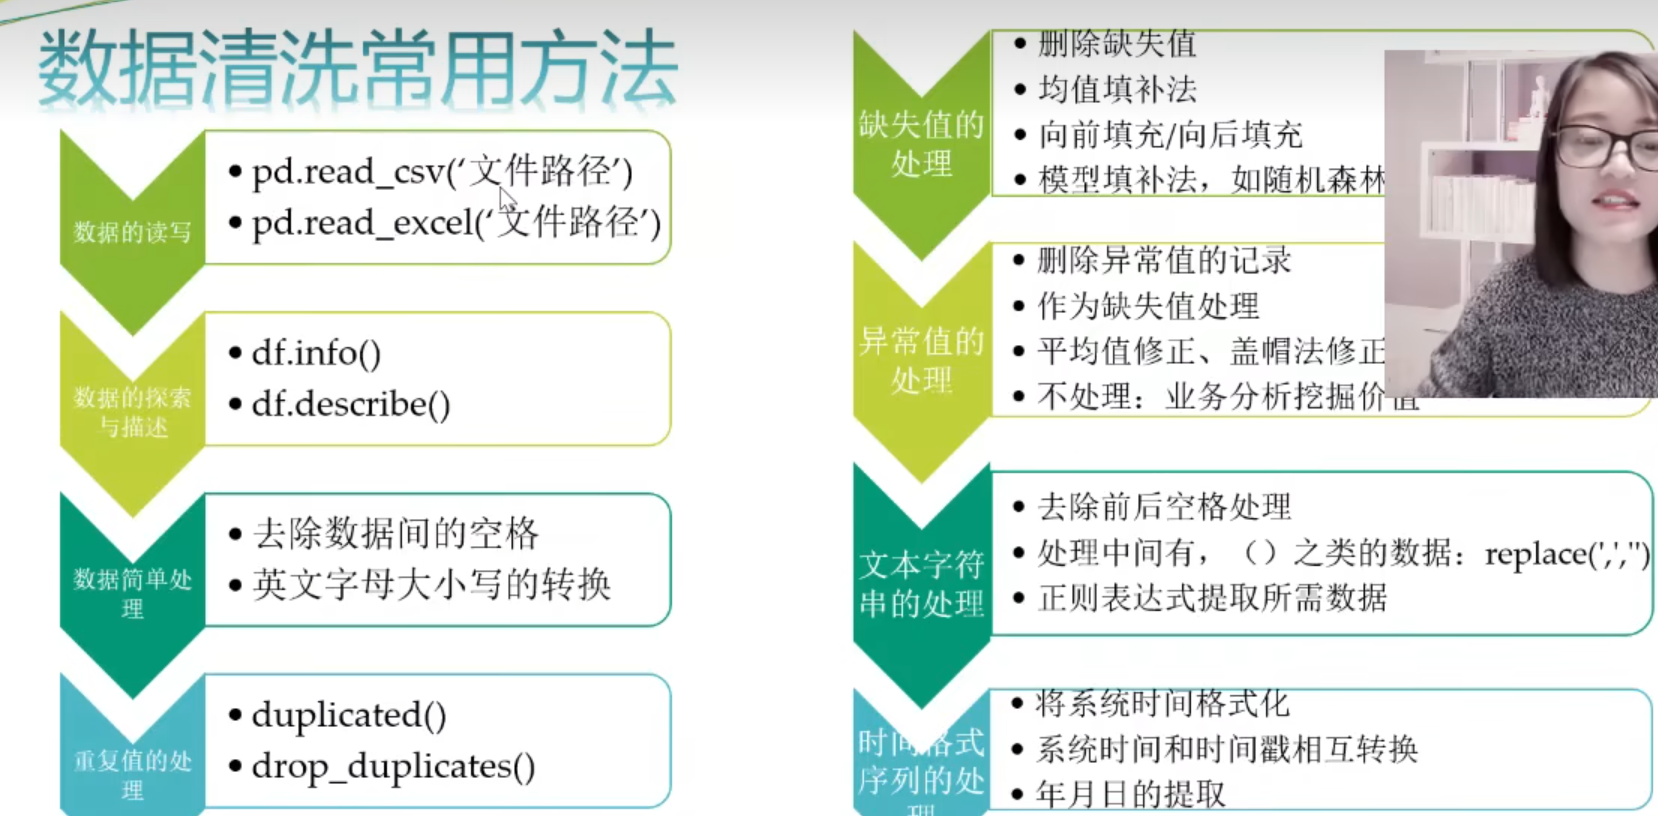 数据清洗常用方法
数据的读写
• pd.read_csv(‘文件路径’)
• pd.read_excel(‘文件路径’)
数据的探索
与描述
• df.info()
• df.describe()
数据简单处
理
• 去除数据间的空格
• 英文字母大小写的转换
重复值的处
理
• duplicated()
• drop_duplicates()
缺失值的
处理
• 删除缺失值
• 均值填补法
• 向前填充/向后填充
• 模型填补法，如随机森林
异常值的
处理
• 删除异常值的记录
• 作为缺失值处理
• 平均值修正、盖帽法修正
• 不处理：业务分析挖掘价值
文本字符
串的处理
• 去除前后空格处理
• 处理中间有，（）之类的数据：replace(',','')
• 正则表达式提取所需数据
时间格式
序列的处
理
• 将系统时间格式化
• 系统时间和时间戳相互转换
• 年月日的提取